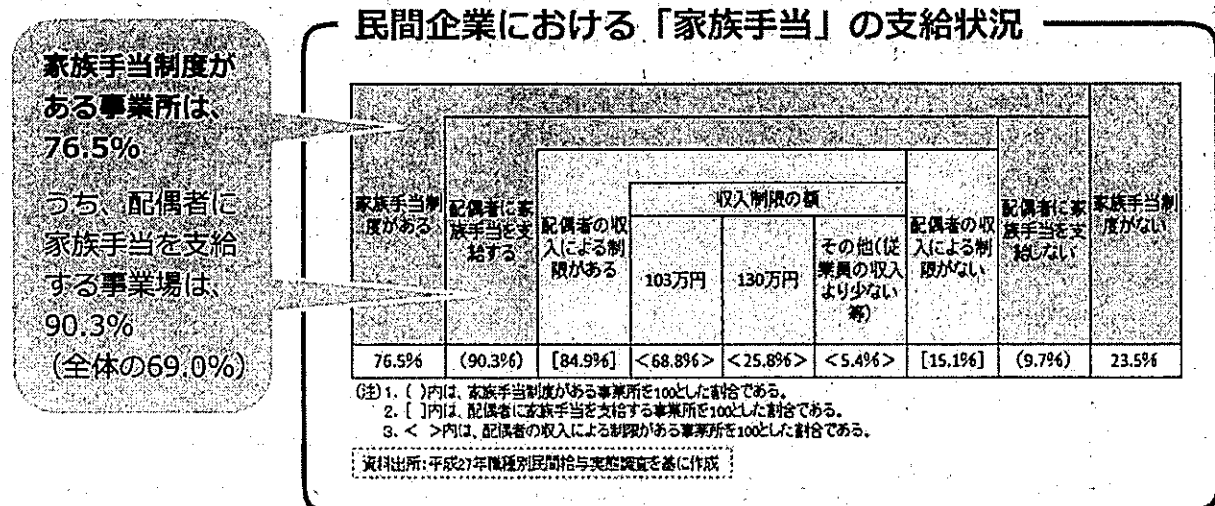 民間企業における「家族手当」の支給状況
家族手当制度が
ある事業所は、
76.5%
うち、配偶者に
家族手当を支給
する事業場は、
90.3%
（全体の69.0%）
家族手当制
度がある
配偶者に家
族手当を支
給する
配偶者の収
入による制
限がある
収入制限の額
103万円
130万円
その他(従
業員の収入
より少ない
等)
配偶者の収
入による制
限がない
配偶者に家
族手当を支
給しない
家族手当制
度がない
76.5% (90.3%) [84.9%] <68.8%> <25.8%> <5.4%> [15.1%] (9.7%) 23.5%
(注) 1. ( )内は、家族手当制度がある事業所を100とした割合である。
2. [ ]内は、配偶者に家族手当を支給する事業所を100とした割合である。
3. < >内は、配偶者の収入による制限がある事業所を100とした割合である。
資料出所:平成27年職種別民間給与実態調査を基に作成